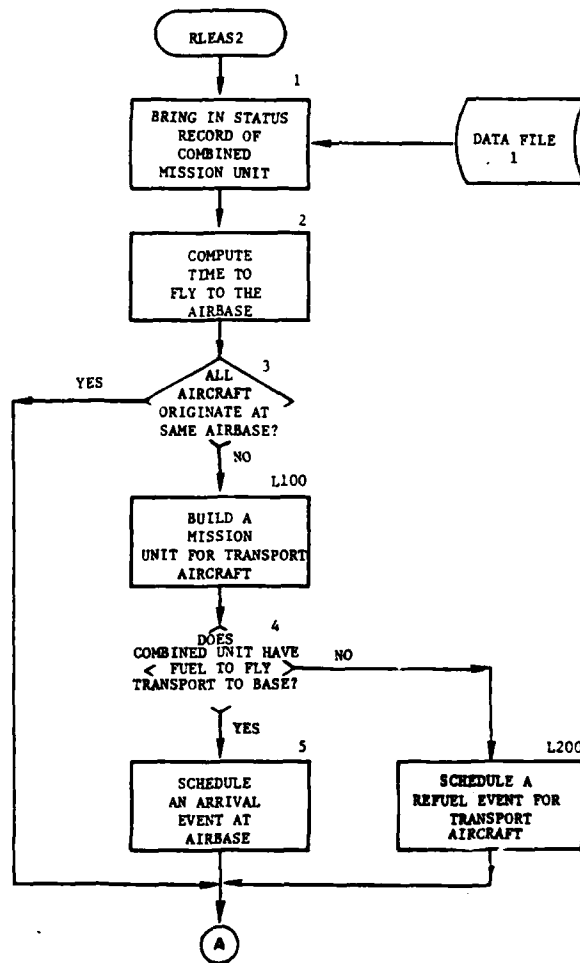 RLEAS2
1
BRING IN STATUS
RECORD OF
COMBINED
MISSION UNIT
DATA FILE
1
2
COMPUTE
TIME TO
FLY TO THE
AIRBASE
3
YES
ALL
AIRCRAFT
ORIGINATE AT
SAME AIRBASE?
NO
L100
BUILD A
MISSION
UNIT FOR TRANSPORT
AIRCRAFT
4
DOES
COMBINED UNIT HAVE
FUEL TO FLY
TRANSPORT TO BASE?
NO
YES
5
SCHEDULE
AN ARRIVAL
EVENT AT
AIRBASE
L200
SCHEDULE A
REFUEL EVENT FOR
TRANSPORT
AIRCRAFT
A